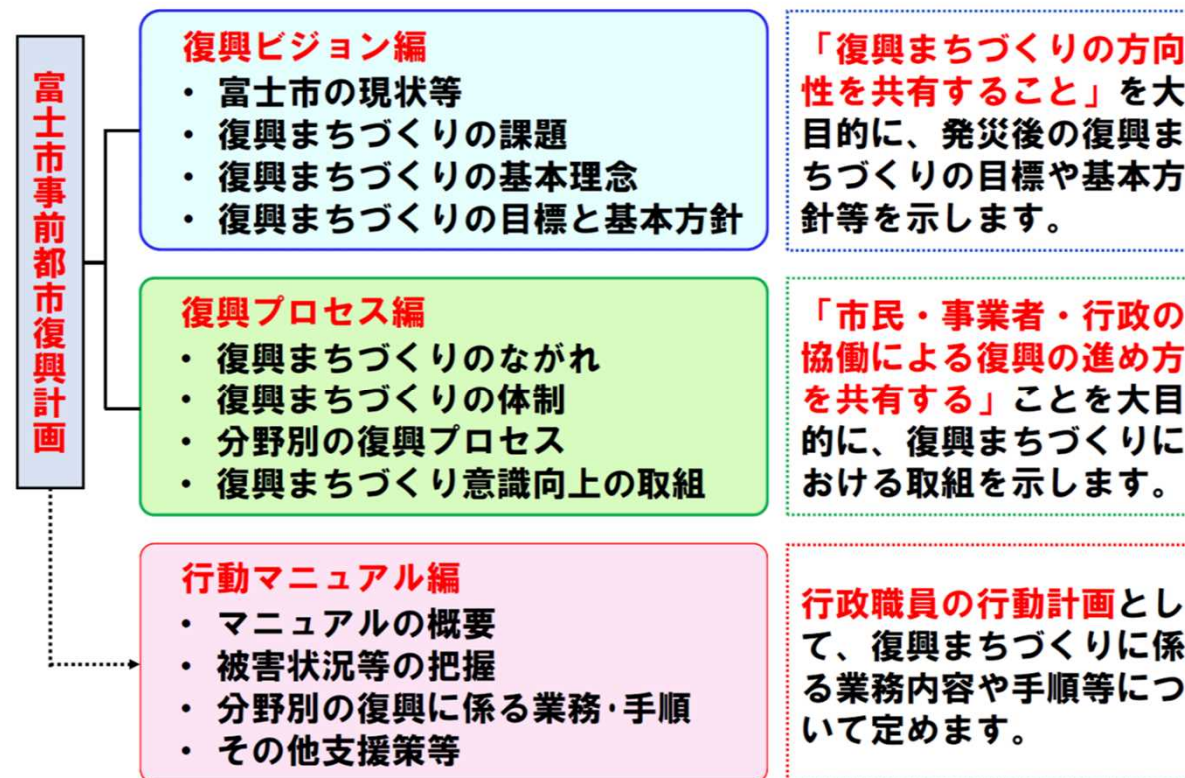 富士市事前都市復興計画
復興ビジョン編
・ 富士市の現状等
・ 復興まちづくりの課題
・ 復興まちづくりの基本理念
・ 復興まちづくりの目標と基本方針
「復興まちづくりの方向
性を共有すること」を大
目的に、発災後の復興ま
ちづくりの目標や基本方
針等を示します。
復興プロセス編
・ 復興まちづくりのながれ
・ 復興まちづくりの体制
・ 分野別の復興プロセス
・ 復興まちづくり意識向上の取組
「市民・事業者・行政の
協働による復興の進め方
を共有する」ことを大目
的に、復興まちづくりに
おける取組を示します。
行動マニュアル編
・ マニュアルの概要
・ 被害状況等の把握
・ 分野別の復興に係る業務・手順
・ その他支援策等
行政職員の行動計画とし
て、復興まちづくりに係
る業務内容や手順等につ
いて定めます。